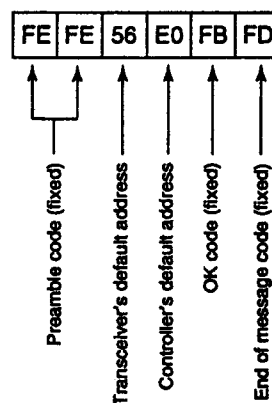 FE FE 56 E0 FB FD
Preamble code (fixed)
Transceiver's default address
Controller's default address
OK code (fixed)
End of message code (fixed)